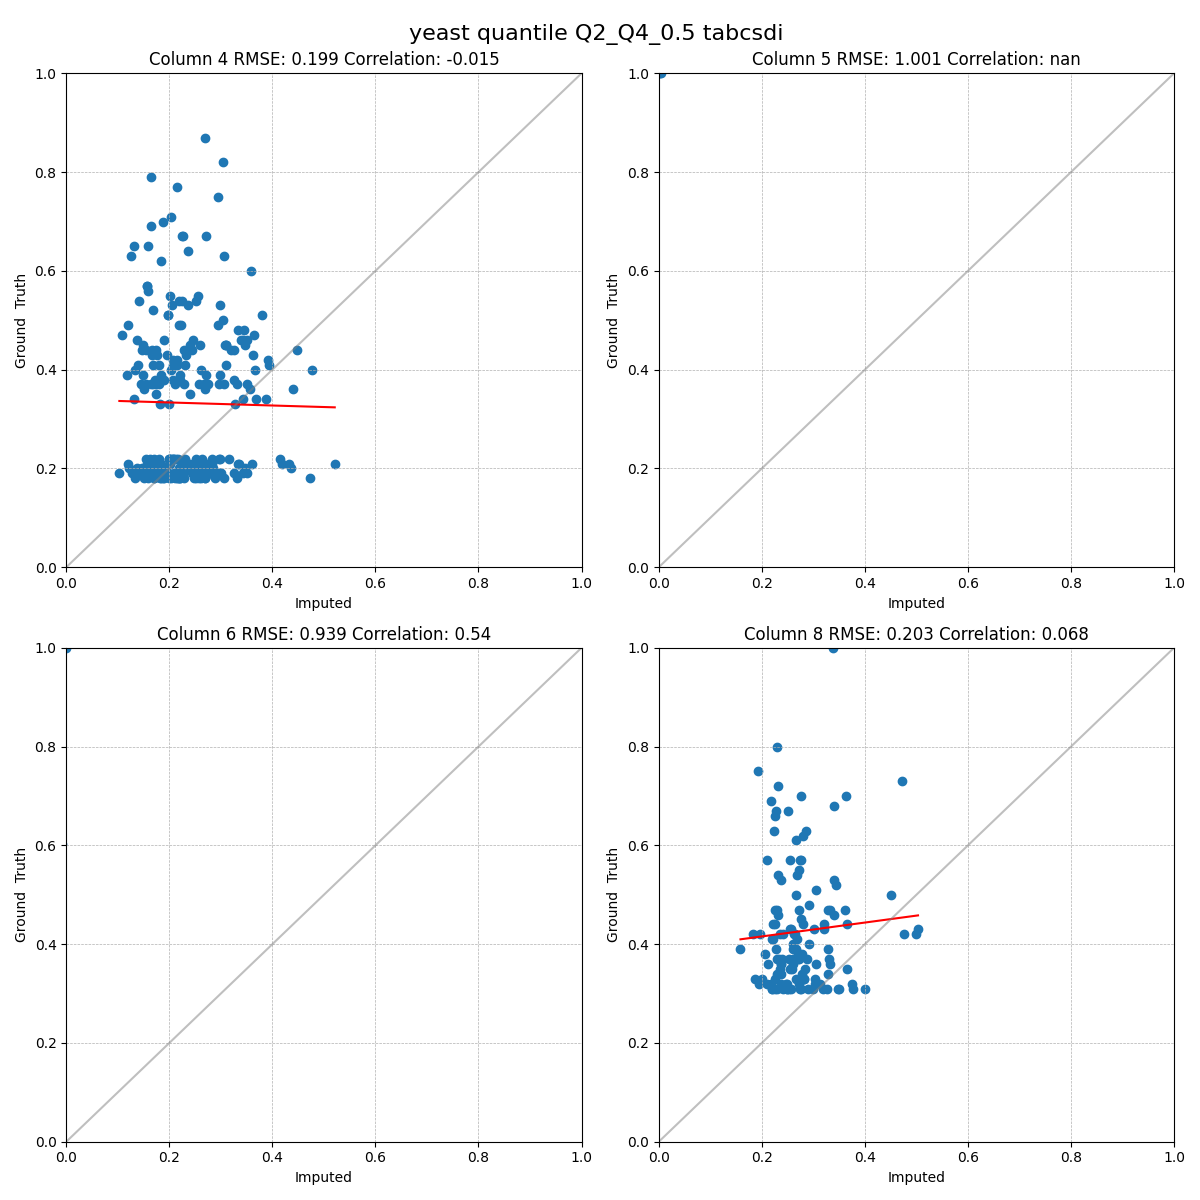 yeast quantile Q2_Q4_0.5 tabcsdi
Column 4 RMSE: 0.199 Correlation: -0.015
Column 5 RMSE: 1.001 Correlation: nan
1.0
0.8
0.6
0.4
0.2
0.0
Ground Truth
0.0 0.2 0.4 0.6 0.8 1.0
Imputed
1.0
0.8
0.6
0.4
0.2
0.0
Ground Truth
0.0 0.2 0.4 0.6 0.8 1.0
Imputed
Column 6 RMSE: 0.939 Correlation: 0.54
Column 8 RMSE: 0.203 Correlation: 0.068
1.0
0.8
0.6
0.4
0.2
0.0
Ground Truth
0.0 0.2 0.4 0.6 0.8 1.0
Imputed
1.0
0.8
0.6
0.4
0.2
0.0
Ground Truth
0.0 0.2 0.4 0.6 0.8 1.0
Imputed